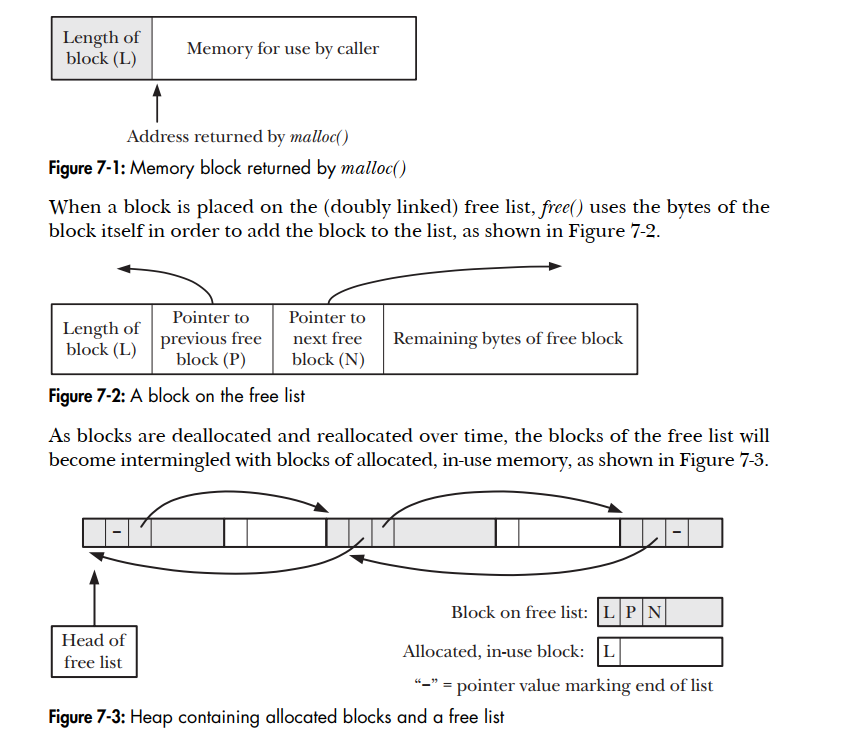 Length of
block (L)
Memory for use by caller
Address returned by malloc()
Figure 7-1: Memory block returned by malloc()
When a block is placed on the (doubly linked) free list, free() uses the bytes of the
block itself in order to add the block to the list, as shown in Figure 7-2.
Length of
block (L)
Pointer to
previous free
block (P)
Pointer to
next free
block (N)
Remaining bytes of free block
Figure 7-2: A block on the free list
As blocks are deallocated and reallocated over time, the blocks of the free list will
become intermingled with blocks of allocated, in-use memory, as shown in Figure 7-3.
–
–
Head of
free list
Block on free list: L P N
Allocated, in-use block: L
“–” = pointer value marking end of list
Figure 7-3: Heap containing allocated blocks and a free list